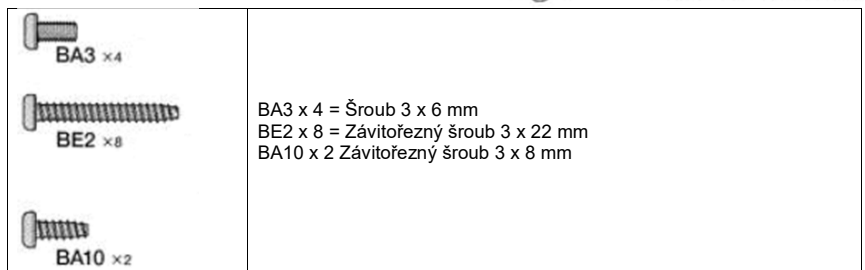 BA3 ×4
BE2 ×8
BA10 ×2
BA3 x 4 = Šroub 3 x 6 mm
BE2 x 8 = Závitořezný šroub 3 x 22 mm
BA10 x 2 Závitořezný šroub 3 x 8 mm